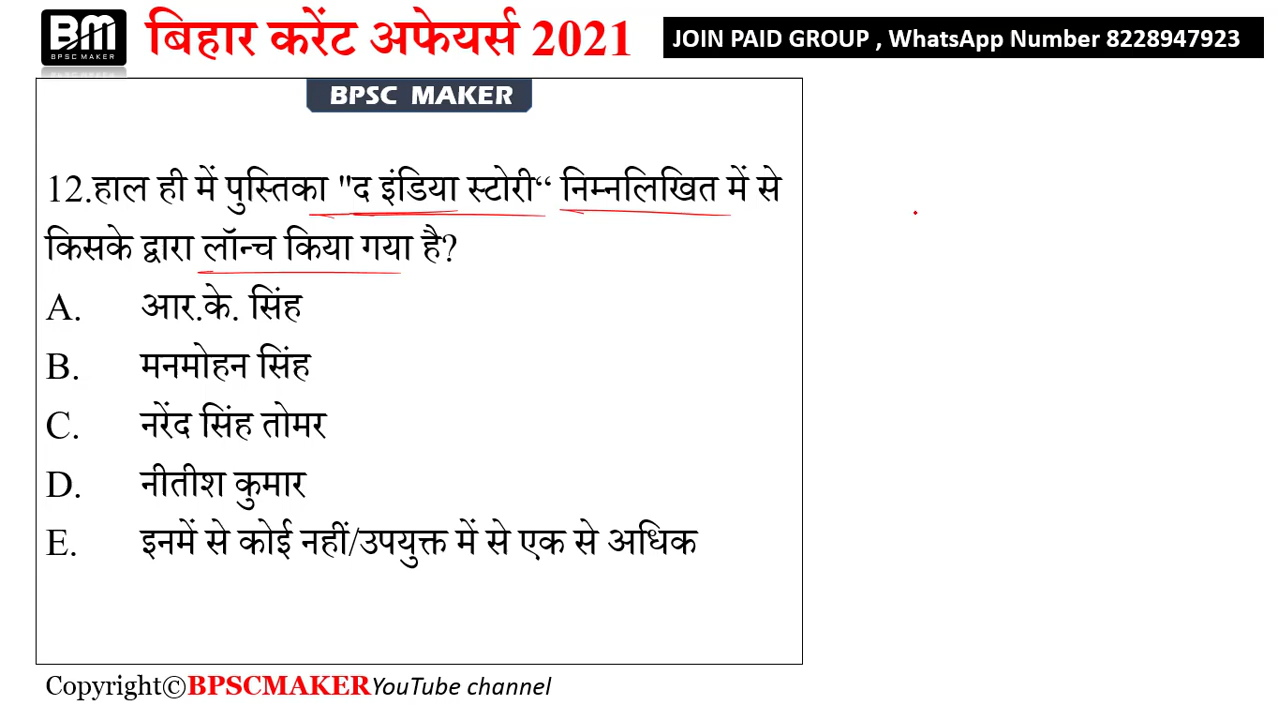 BM
BPSC MAKER
बिहार करेंट अफेयर्स 2021
JOIN PAID GROUP , WhatsApp Number 8228947923
BPSC MAKER
12.हाल ही में पुस्तिका "द इंडिया स्टोरी“ निम्नलिखित में से
किसके द्वारा लॉन्च किया गया है?
A. आर.के. सिंह
B. मनमोहन सिंह
C. नरेंद सिंह तोमर
D. नीतीश कुमार
E. इनमें से कोई नहीं/उपयुक्त में से एक से अधिक
Copyright©BPSCMAKERYouTube channel